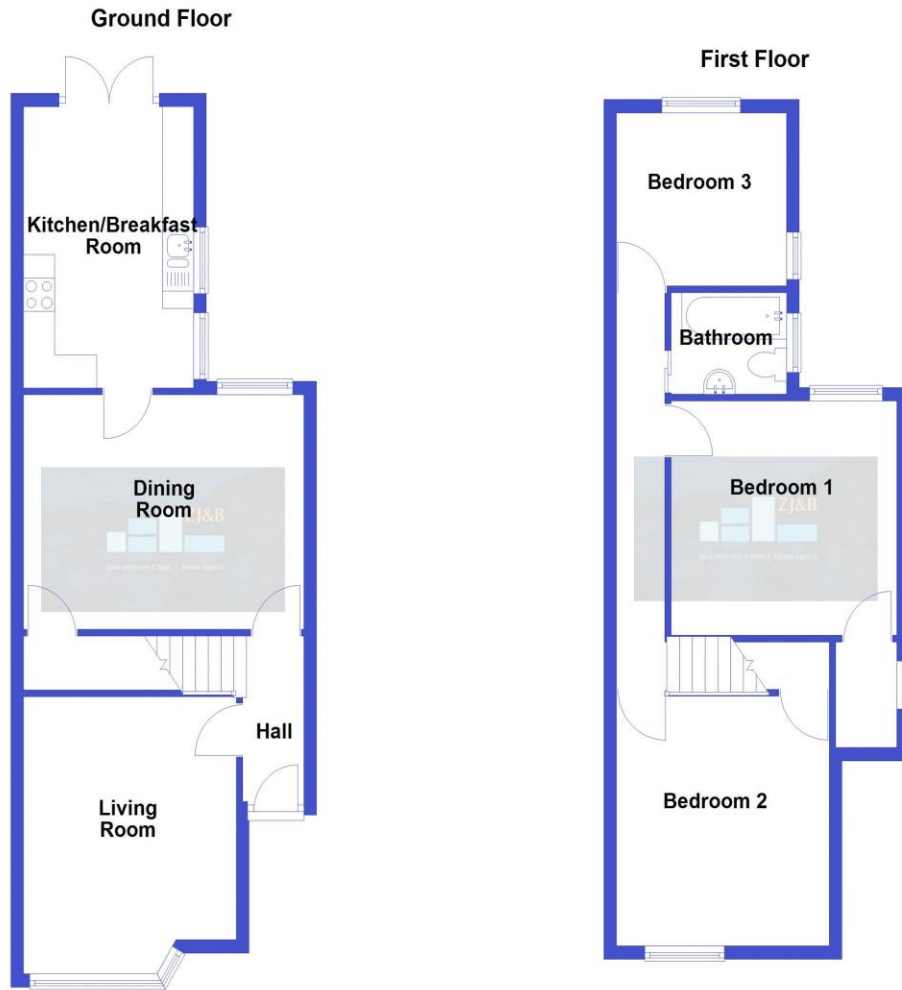 Ground Floor
Kitchen/Breakfast
Room
Dining
Room
ZJ&B
Hall
Living
Room
First Floor
Bedroom 3
Bathroom
Bedroom 1
ZJ&B
Bedroom 2